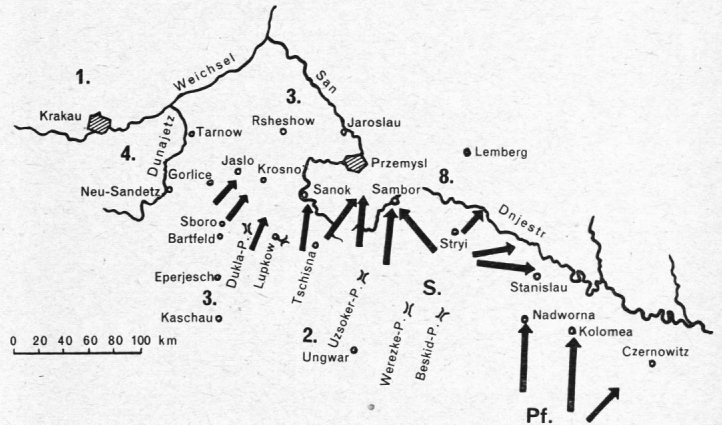 1.
Weichsel
San
3.
Krakau
Rsheshow
Jaroslau
Tarnow
Dunajetz
4.
Lemberg
Przemysl
Jaslo
Gorlice
Krosno
8.
Neu-Sandetz
Sanok
Sambor
Dnjestr
Sboro
Bartfeld
Dukla-P.
Lupkow
Stryi
Tschisna
Eperjesch
Stanislau
3.
S.
Uzsoker-P.
Kaschau
Werezke-P.
Beskid-P.
Nadworna
Kolomea
2.
Ungwar
Czernowitz
0 20 40 60 80 100 km
Pf.